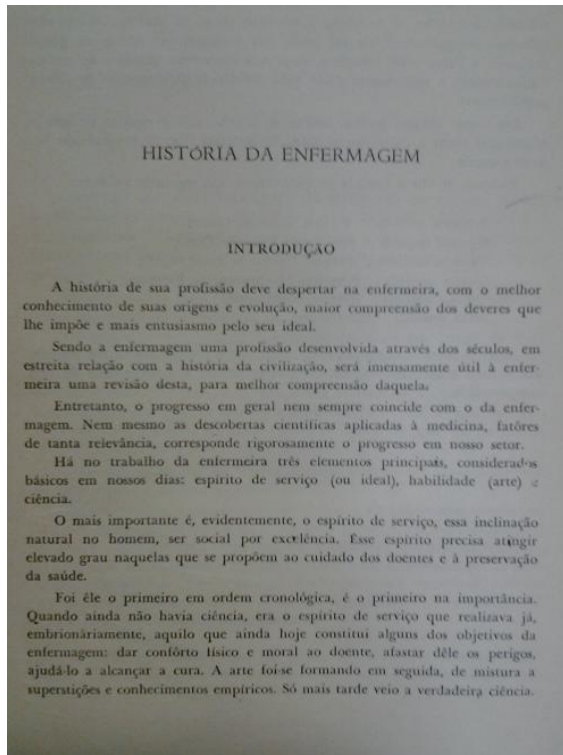 HISTÓRIA DA ENFERMAGEM
INTRODUÇÃO
A história de sua profissão deve despertar na enfermeira, com o melhor
conhecimento de suas origens e evolução, maior compreensão dos deveres que
lhe impõe e mais entusiasmo pelo seu ideal.
Sendo a enfermagem uma profissão desenvolvida através dos séculos, em
estreita relação com a história da civilização, será imensamente útil à enfer-
meira uma revisão desta, para melhor compreensão daquela.
Entretanto, o progresso em geral nem sempre coincide com o da enfer-
magem. Nem mesmo as descobertas científicas aplicadas à medicina, fatôres
de tanta relevância, corresponde rigorosamente o progresso em nosso setor.
Há no trabalho da enfermeira três elementos principais, considerados
básicos em nossos dias: espírito de serviço (ou ideal), habilidade (arte) e
ciência.
O mais importante é, evidentemente, o espírito de serviço, essa inclinação
natural no homem, ser social por excelência. Êsse espírito precisa atingir
elevado grau naquelas que se propõem ao cuidado dos doentes e à preservação
da saúde.
Foi êle o primeiro em ordem cronológica, é o primeiro na importância.
Quando ainda não havia ciência, era o espírito de serviço que realizava já,
embrionàriamente, aquilo que ainda hoje constitui alguns dos objetivos da
enfermagem: dar confôrto físico e moral ao doente, afastar dêle os perigos,
ajudá-lo a alcançar a cura. A arte foi-se formando em seguida, de mistura a
superstições e conhecimentos empíricos. Só mais tarde veio a verdadeira ciência.